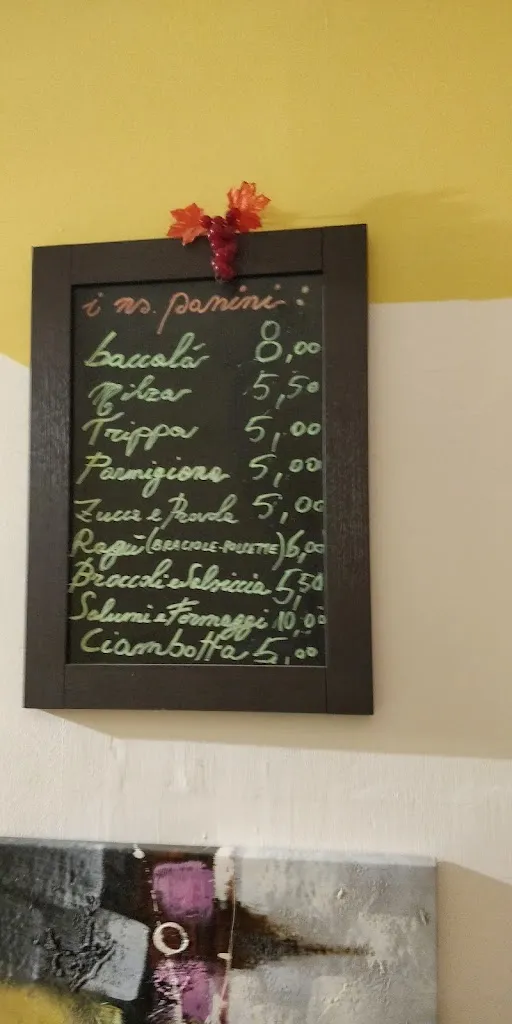 i ns. panini:
baccalà 8,00
Milza 5,50
Trippa 5,00
Parmigiana 5,00
Zucca e Provola 5,00
Ragù (BRACIOLE-POLPETTE) 6,00
Broccoli e Salsiccia 5,50
Salumi e Formaggi 10,00
Ciambotta 5,00